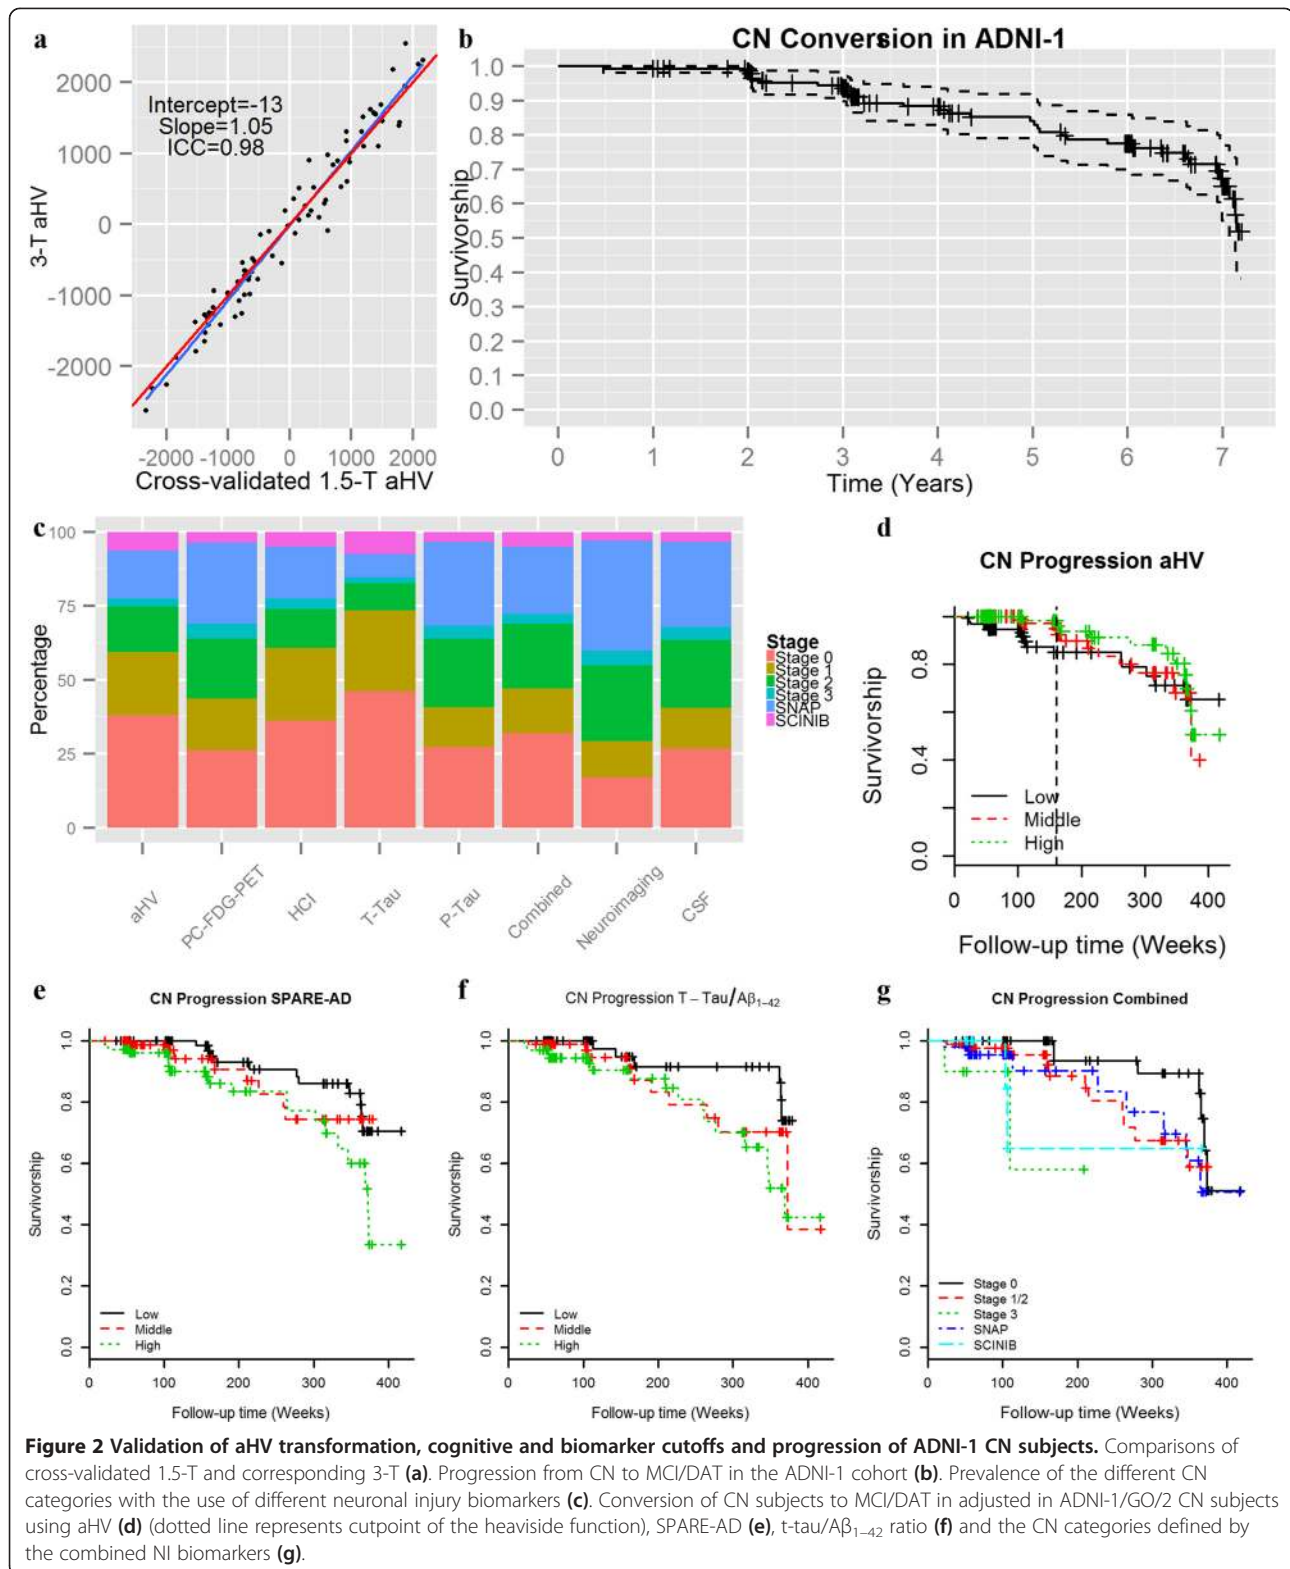 a
3-T aHV
2000
1000
0
-1000
-2000
Intercept=-13
Slope=1.05
ICC=0.98
-2000 -1000 0 1000 2000
Cross-validated 1.5-T aHV
b
CN Conversion in ADNI-1
Survivorship
1.0
0.9
0.8
0.7
0.6
0.5
0.4
0.3
0.2
0.1
0.0
0 1 2 3 4 5 6 7
Time (Years)
c
Percentage
100
75
50
25
0
aHV
PC-FDG-PET
HCI
T-Tau
P-Tau
Combined
Neuroimaging
CSF
Stage
Stage 0
Stage 1
Stage 2
Stage 3
SNAP
SCINIB
d
CN Progression aHV
Survivorship
0.8
0.4
0.0
Low
Middle
High
0 100 200 300 400
Follow-up time (Weeks)
e
CN Progression SPARE-AD
Survivorship
1.0
0.8
0.6
0.4
0.2
0.0
Low
Middle
High
0 100 200 300 400
Follow-up time (Weeks)
f
CN Progression T – Tau/Aβ1–42
Survivorship
1.0
0.8
0.6
0.4
0.2
0.0
Low
Middle
High
0 100 200 300 400
Follow-up time (Weeks)
g
CN Progression Combined
Survivorship
1.0
0.8
0.6
0.4
0.2
0.0
Stage 0
Stage 1/2
Stage 3
SNAP
SCINIB
0 100 200 300 400
Follow-up time (Weeks)
Figure 2 Validation of aHV transformation, cognitive and biomarker cutoffs and progression of ADNI-1 CN subjects. Comparisons of
cross-validated 1.5-T and corresponding 3-T (a). Progression from CN to MCI/DAT in the ADNI-1 cohort (b). Prevalence of the different CN
categories with the use of different neuronal injury biomarkers (c). Conversion of CN subjects to MCI/DAT in adjusted in ADNI-1/GO/2 CN subjects
using aHV (d) (dotted line represents cutpoint of the heaviside function), SPARE-AD (e), t-tau/Aβ1–42 ratio (f) and the CN categories defined by
the combined NI biomarkers (g).